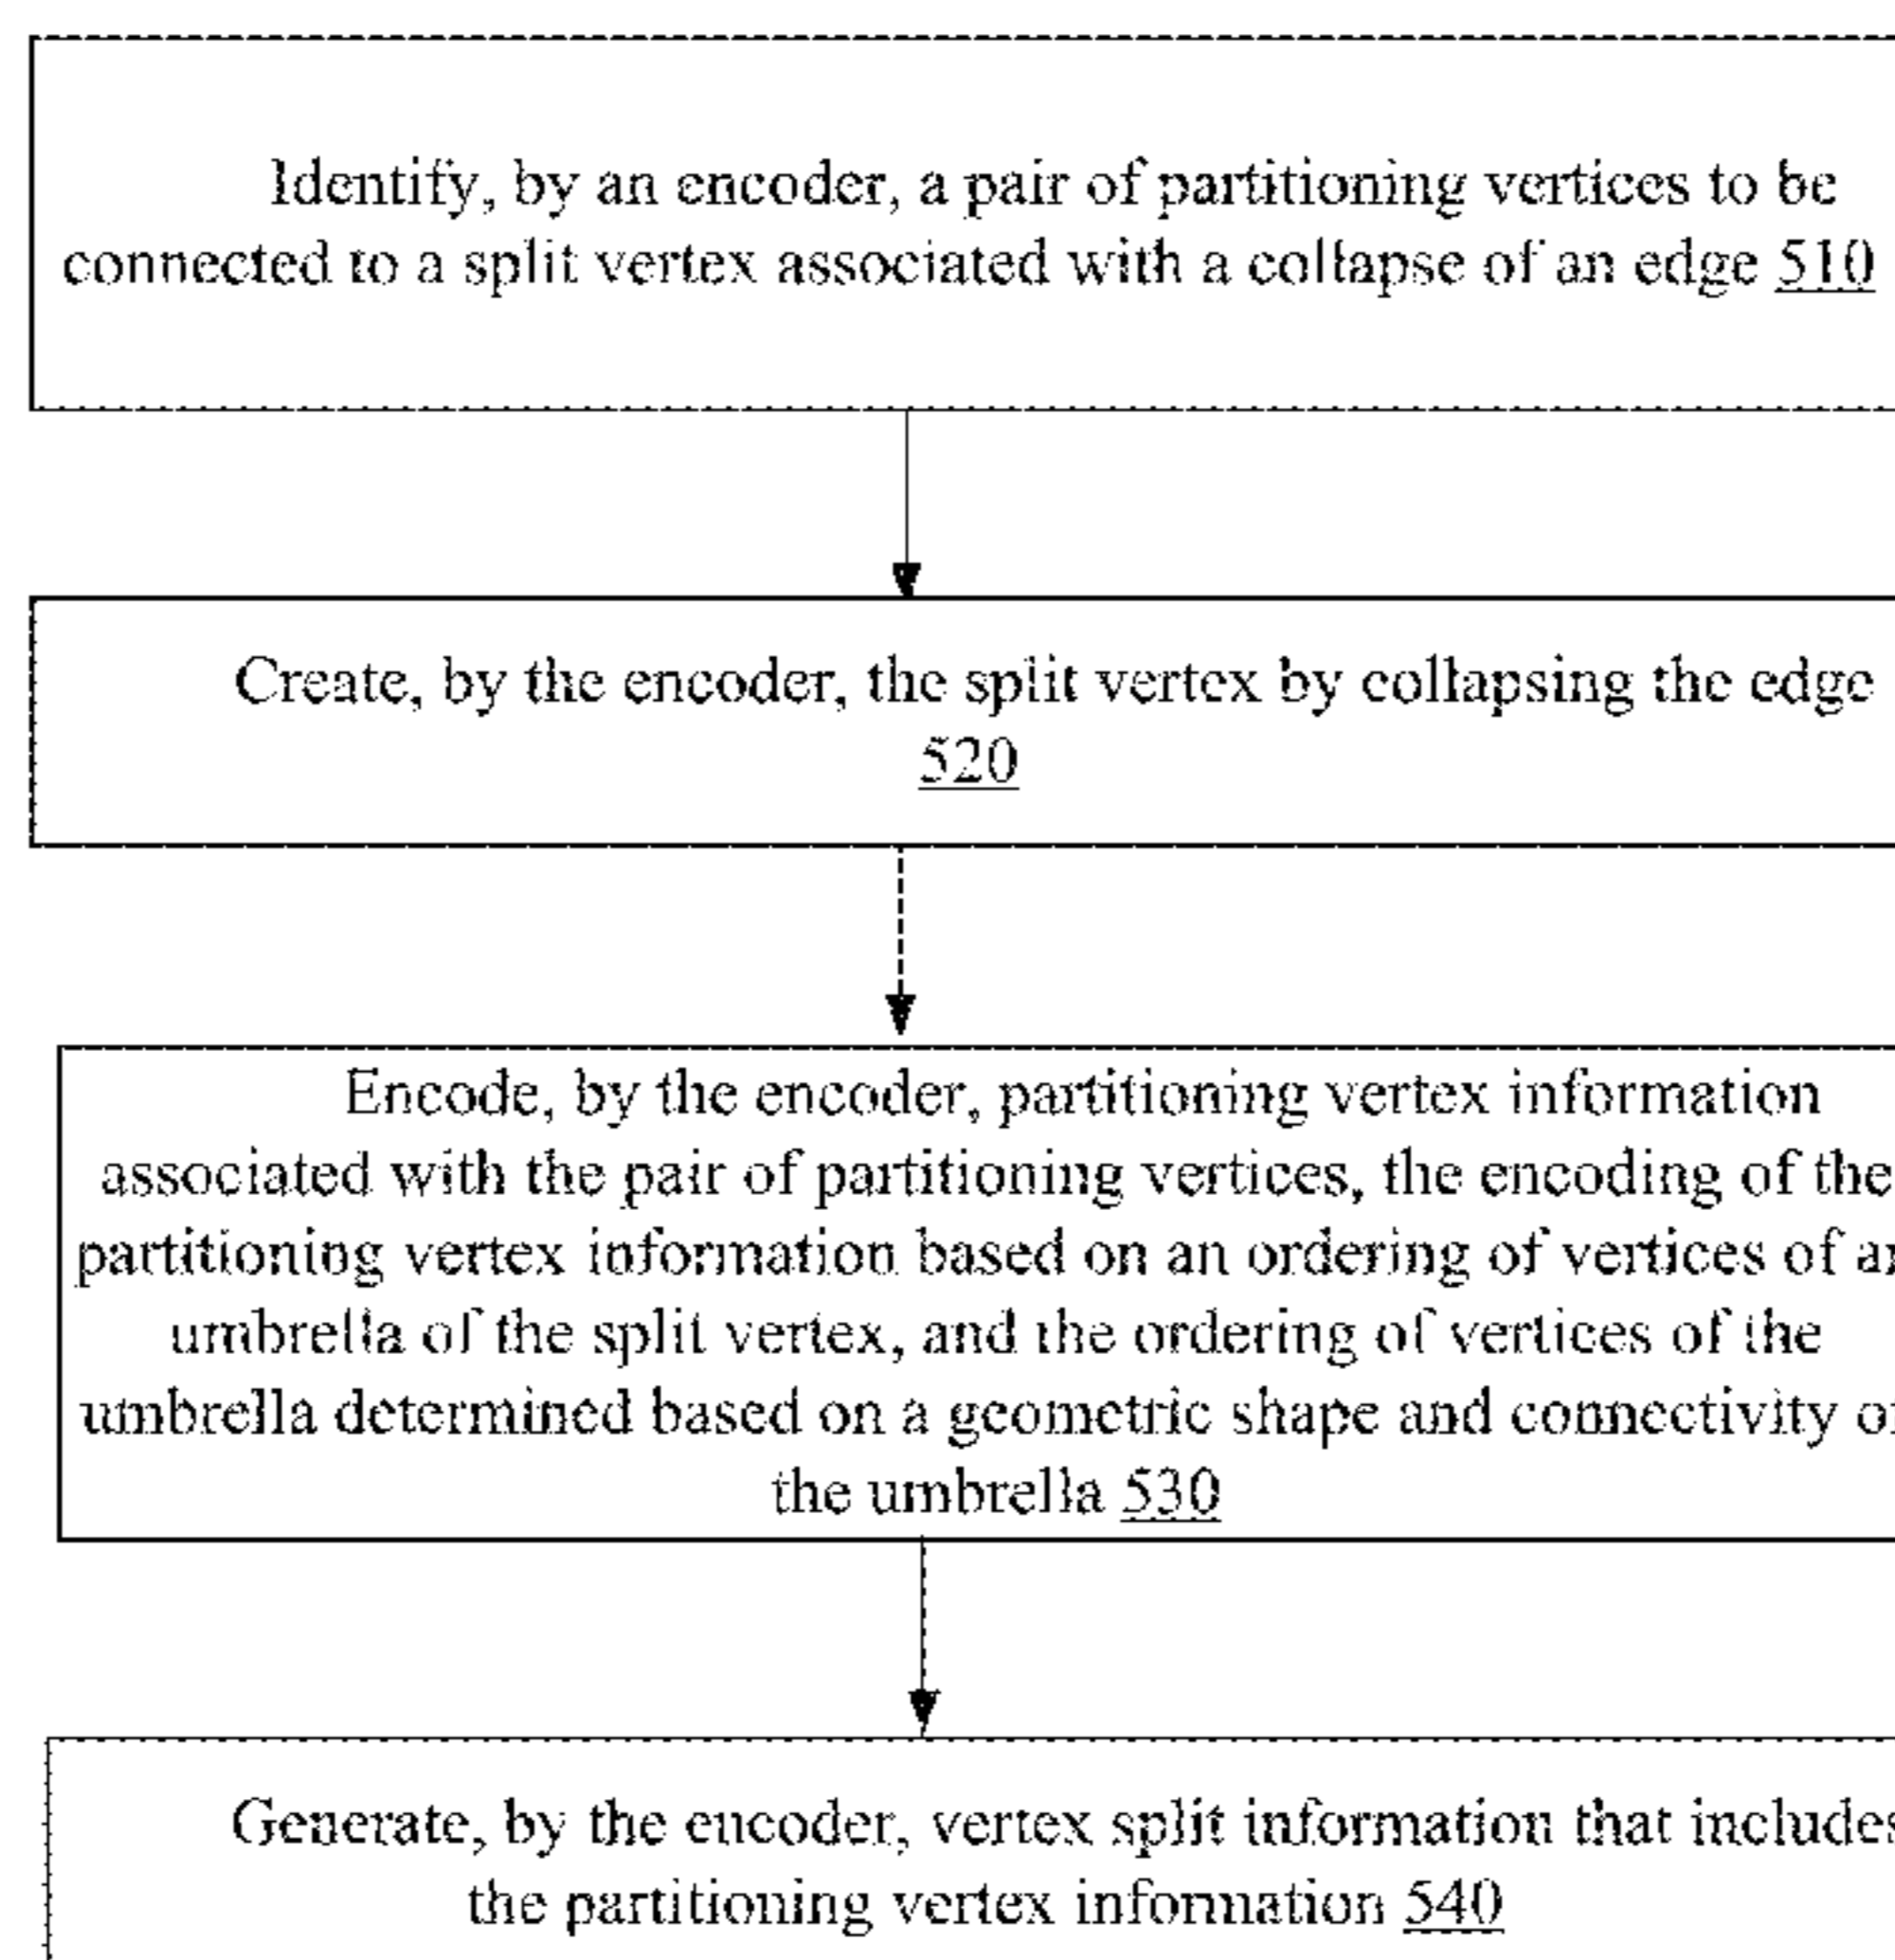 Identify, by an encoder, a pair of partitioning vertices to be
connected to a split vertex associated with a collapse of an edge 510
Create, by the encoder, the split vertex by collapsing the edge
520
Encode, by the encoder, partitioning vertex information
associated with the pair of partitioning vertices, the encoding of the
partitioning vertex information based on an ordering of vertices of
umbrella of the split vertex, and the ordering of vertices of the
umbrella determined based on a geometric shape and connectivity
the umbrella 530
Generate, by the encoder, vertex split information that includes
the partitioning vertex information 540